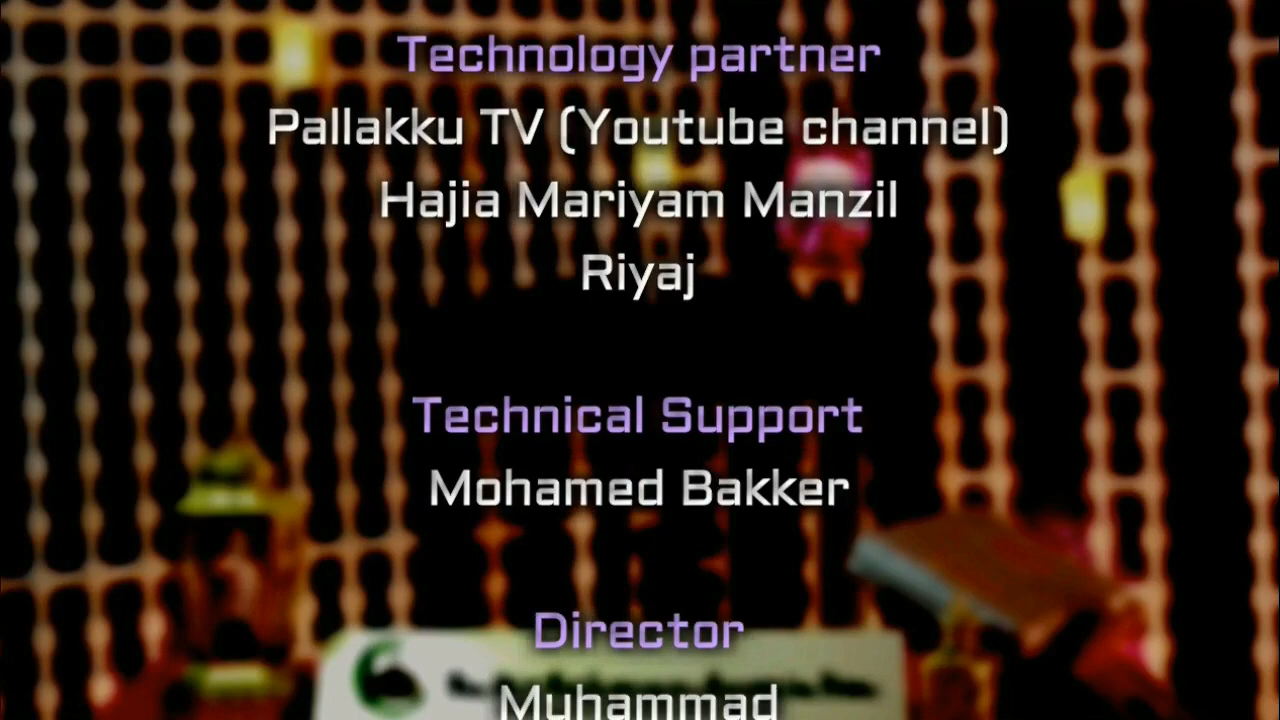 Technology partner
Pallakku TV (Youtube channel)
Hajia Mariyam Manzil
Riyaj
Technical Support
Mohamed Bakker
Director
Muhammad